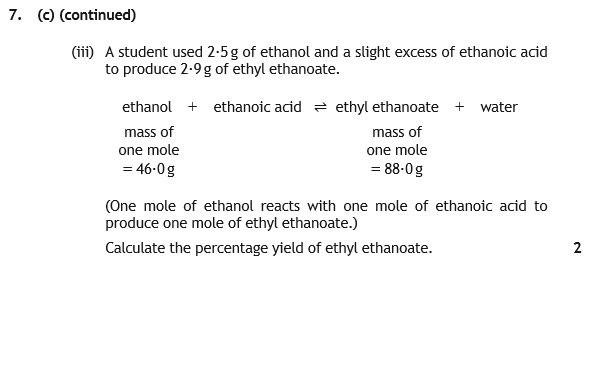 7. (c) (continued)
(iii) A student used 2·5 g of ethanol and a slight excess of ethanoic acid
to produce 2·9 g of ethyl ethanoate.
ethanol + ethanoic acid ⇌ ethyl ethanoate + water
mass of mass of
one mole one mole
= 46·0 g = 88·0 g
(One mole of ethanol reacts with one mole of ethanoic acid to
produce one mole of ethyl ethanoate.)
Calculate the percentage yield of ethyl ethanoate. 2